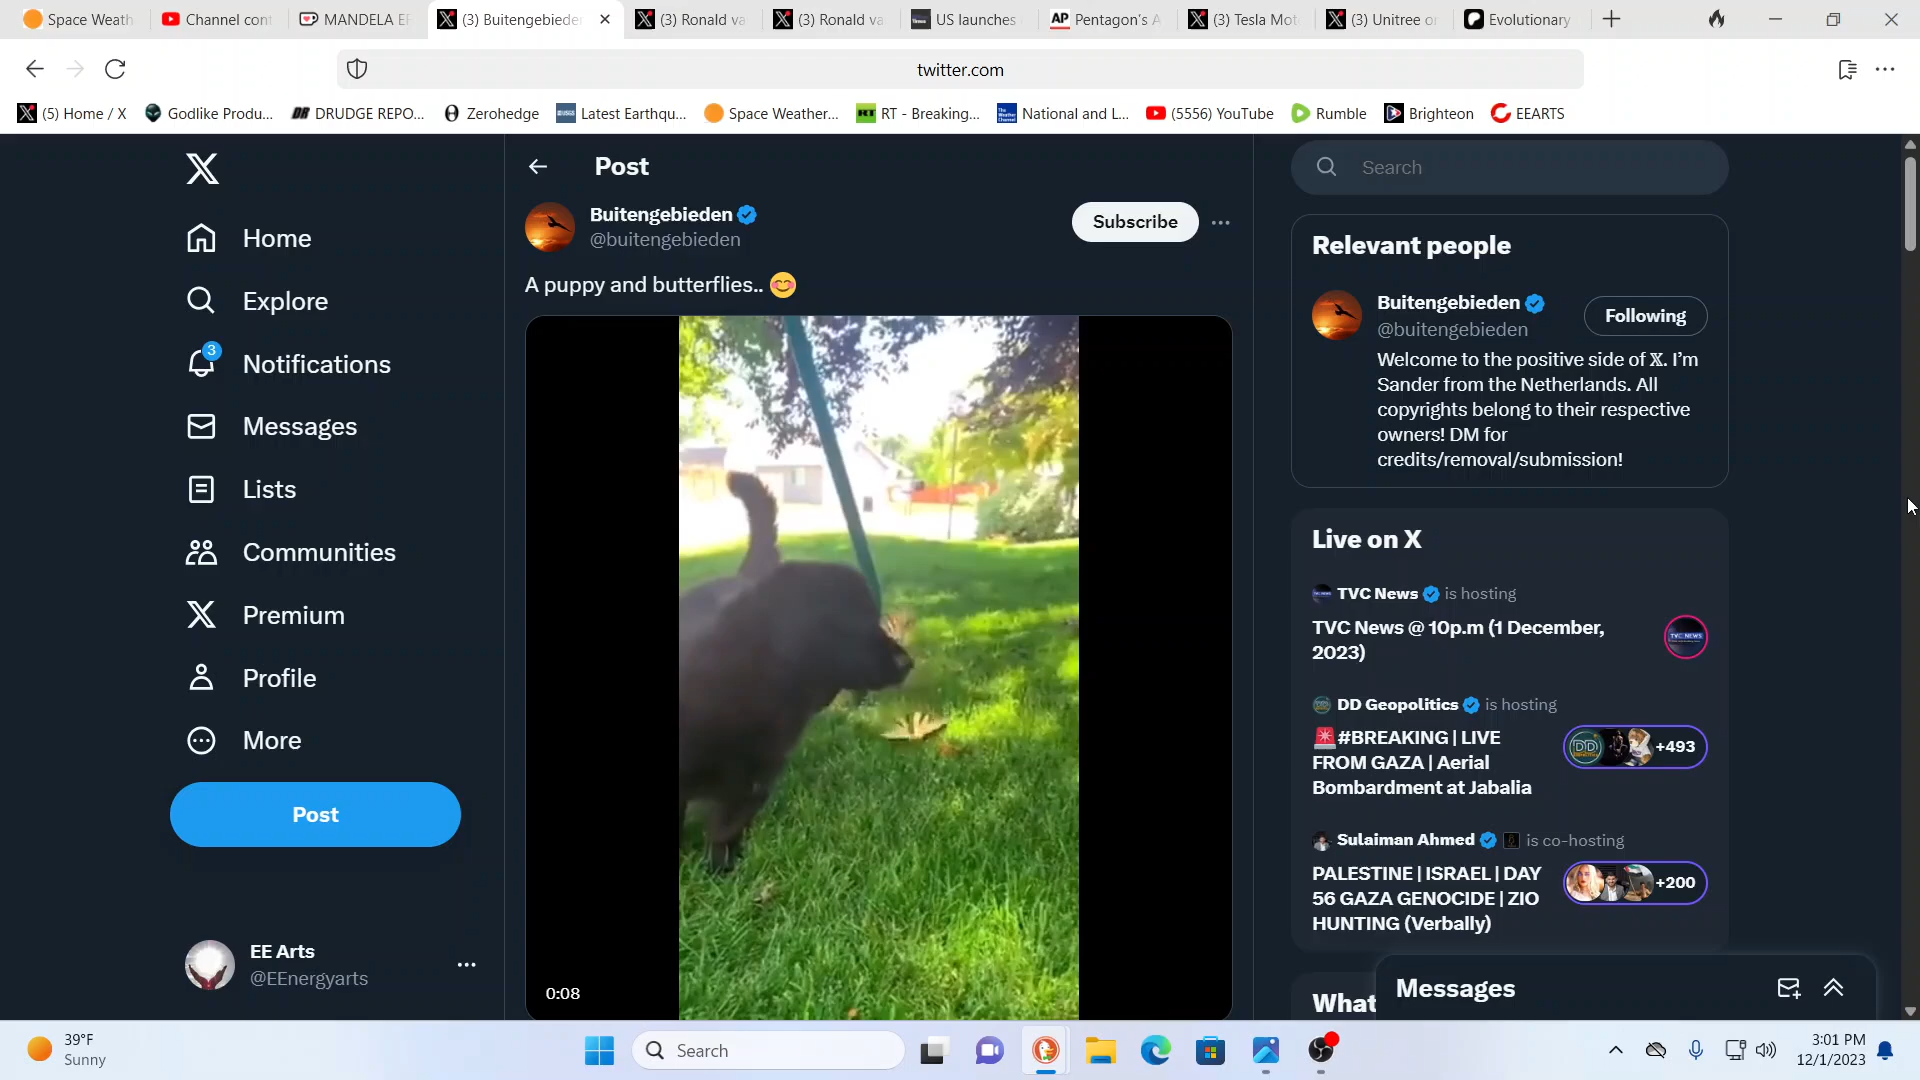 Space Weath
Channel cont
MANDELA EF
(3) Buitengebieden
(3) Ronald va
(3) Ronald va
US launches
Pentagon's A
(3) Tesla Mot
(3) Unitree on
Evolutionary
twitter.com
(5) Home / X
Godlike Produ...
DRUDGE REPO...
Zerohedge
Latest Earthqu...
Space Weather...
RT - Breaking...
National and L...
(5556) YouTube
Rumble
Brighteon
EEARTS
Home
Explore
3
Notifications
Messages
Lists
Communities
Premium
Profile
More
Post
EE Arts
@EEnergyarts
Post
Buitengebieden
@buitengebieden
Subscribe
A puppy and butterflies.. 😊
0:08
Search
Relevant people
Buitengebieden
@buitengebieden
Following
Welcome to the positive side of 𝕏. I'm
Sander from the Netherlands. All
copyrights belong to their respective
owners! DM for
credits/removal/submission!
Live on X
TVC News is hosting
TVC News @ 10p.m (1 December,
2023)
DD Geopolitics is hosting
🚨#BREAKING | LIVE
FROM GAZA | Aerial
Bombardment at Jabalia
+493
Sulaiman Ahmed is co-hosting
PALESTINE | ISRAEL | DAY
56 GAZA GENOCIDE | ZIO
HUNTING (Verbally)
+200
What
Messages
39°F
Sunny
Search
3:01 PM
12/1/2023